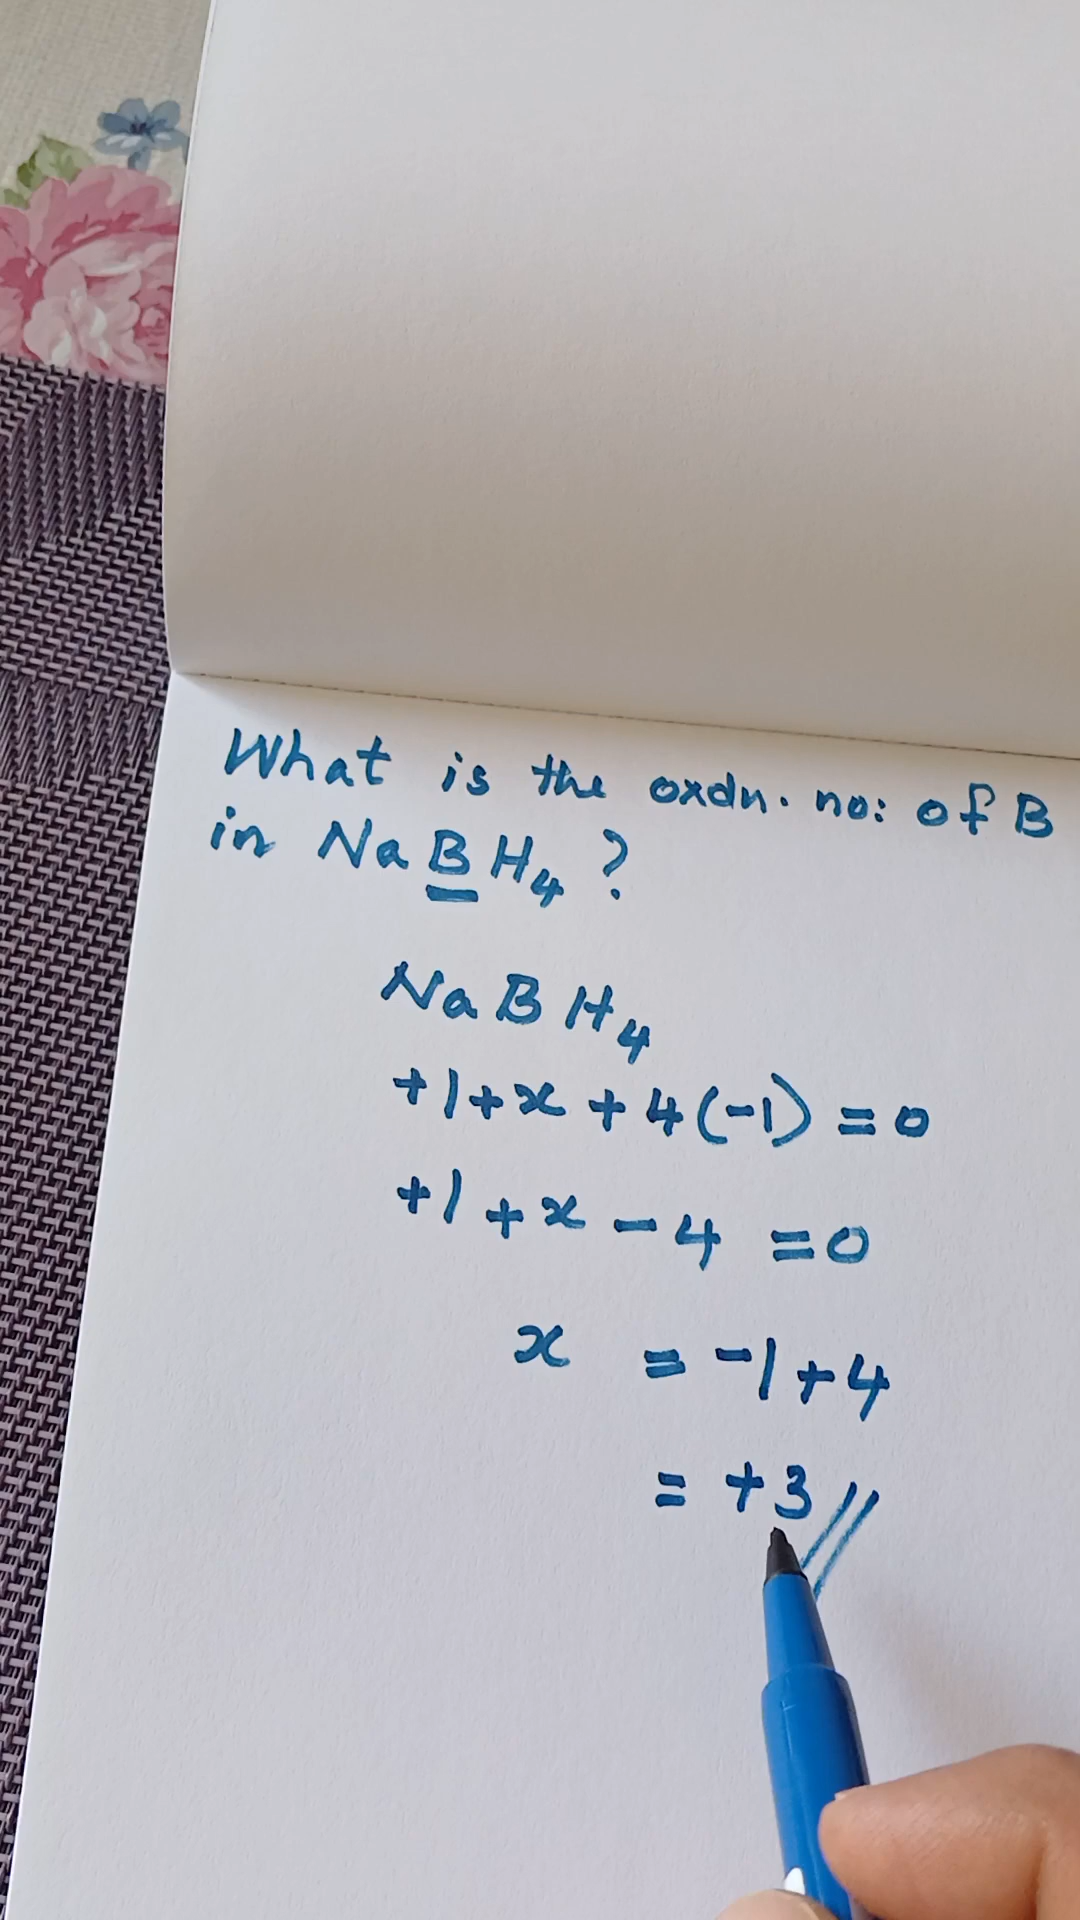 What is the oxdn. no: of B
in NaBH4?
NaBH4
+1+x+4(-1)=0
+1+x-4=0
x = -1+4
= +3//